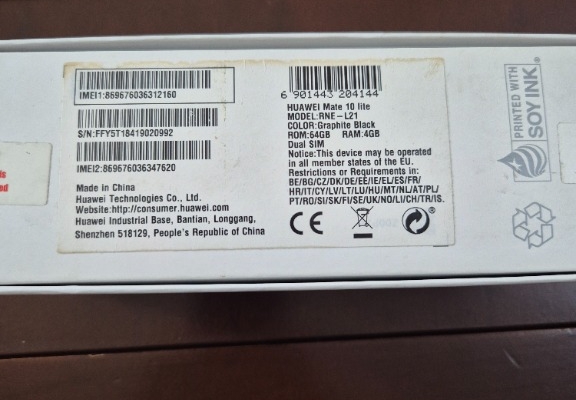 IMEI1:869676036312160
S/N:FFY5T18419020992
IMEI2:869676036347620
Made in China
Huawei Technologies Co., Ltd.
Website:http://consumer.huawei.com
Huawei Industrial Base, Bantian, Longgang,
Shenzhen 518129, People's Republic of China
6 901443 204144
HUAWEI Mate 10 lite
MODEL:RNE-L21
COLOR:Graphite Black
ROM:64GB RAM:4GB
Dual SIM
Notice:This device may be operated
in all member states of the EU.
Restrictions or Requirements in:
BE/BG/CZ/DK/DE/EE/IE/EL/ES/FR/
HR/IT/CY/LV/LT/LU/HU/MT/NL/AT/PL/
PT/RO/SI/SK/FI/SE/UK/NO/LI/CH/TR/IS.
CE
PRINTED WITH
SOY INK